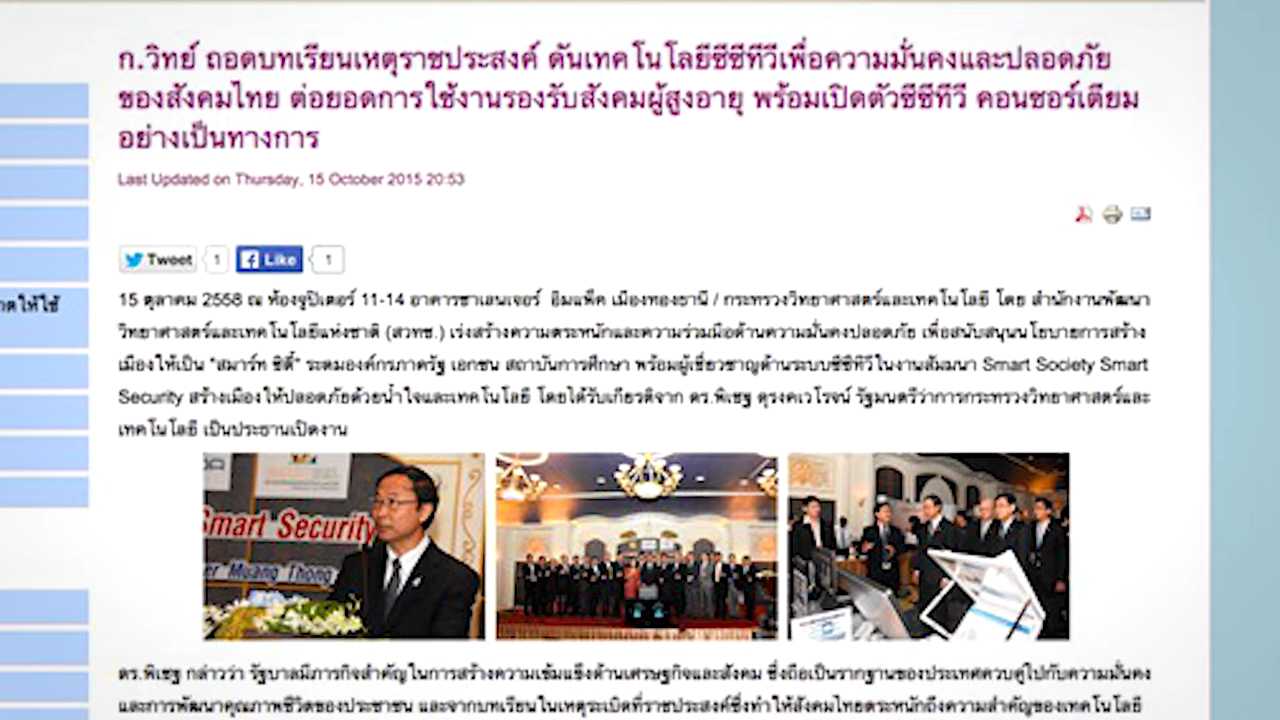 ก.วิทย์ ถอดบทเรียนเหตุราชประสงค์ ดันเทคโนโลยีซีซีทีวีเพื่อความมั่นคงและปลอดภัย
ของสังคมไทย ต่อยอดการใช้งานรองรับสังคมผู้สูงอายุ พร้อมเปิดตัวซีซีทีวี คอนซอร์เตียม
อย่างเป็นทางการ
Last Updated on Thursday, 15 October 2015 20:53
Tweet 1 Like 1
ให้ใช้
15 ตุลาคม 2558 ณ ห้องจูปิเตอร์ 11-14 อาคารชาเลนเจอร์ อิมแพ็ค เมืองทองธานี / กระทรวงวิทยาศาสตร์และเทคโนโลยี โดย สำนักงานพัฒนา
วิทยาศาสตร์และเทคโนโลยีแห่งชาติ (สวทช.) เร่งสร้างความตระหนักและความร่วมมือด้านความมั่นคงปลอดภัย เพื่อสนับสนุนนโยบายการสร้าง
เมืองให้เป็น "สมาร์ท ซิตี้" ระดมองค์กรภาครัฐ เอกชน สถาบันการศึกษา พร้อมผู้เชี่ยวชาญด้านระบบซีซีทีวีในงานสัมมนา Smart Society Smart
Security สร้างเมืองให้ปลอดภัยด้วยน้ำใจและเทคโนโลยี โดยได้รับเกียรติจาก ดร.พิเชฐ ดุรงคเวโรจน์ รัฐมนตรีว่าการกระทรวงวิทยาศาสตร์และ
เทคโนโลยี เป็นประธานเปิดงาน
Smart Security
er Muang Thong
ดร.พิเชฐ กล่าวว่า รัฐบาลมีภารกิจสำคัญในการสร้างความเข้มแข็งด้านเศรษฐกิจและสังคม ซึ่งถือเป็นรากฐานของประเทศควบคู่ไปกับความมั่นคง
และการพัฒนาคุณภาพชีวิตของประชาชน และจากบทเรียนในเหตุระเบิดที่ราชประสงค์ซึ่งทำให้สังคมไทยตระหนักถึงความสำคัญของเทคโนโลยี